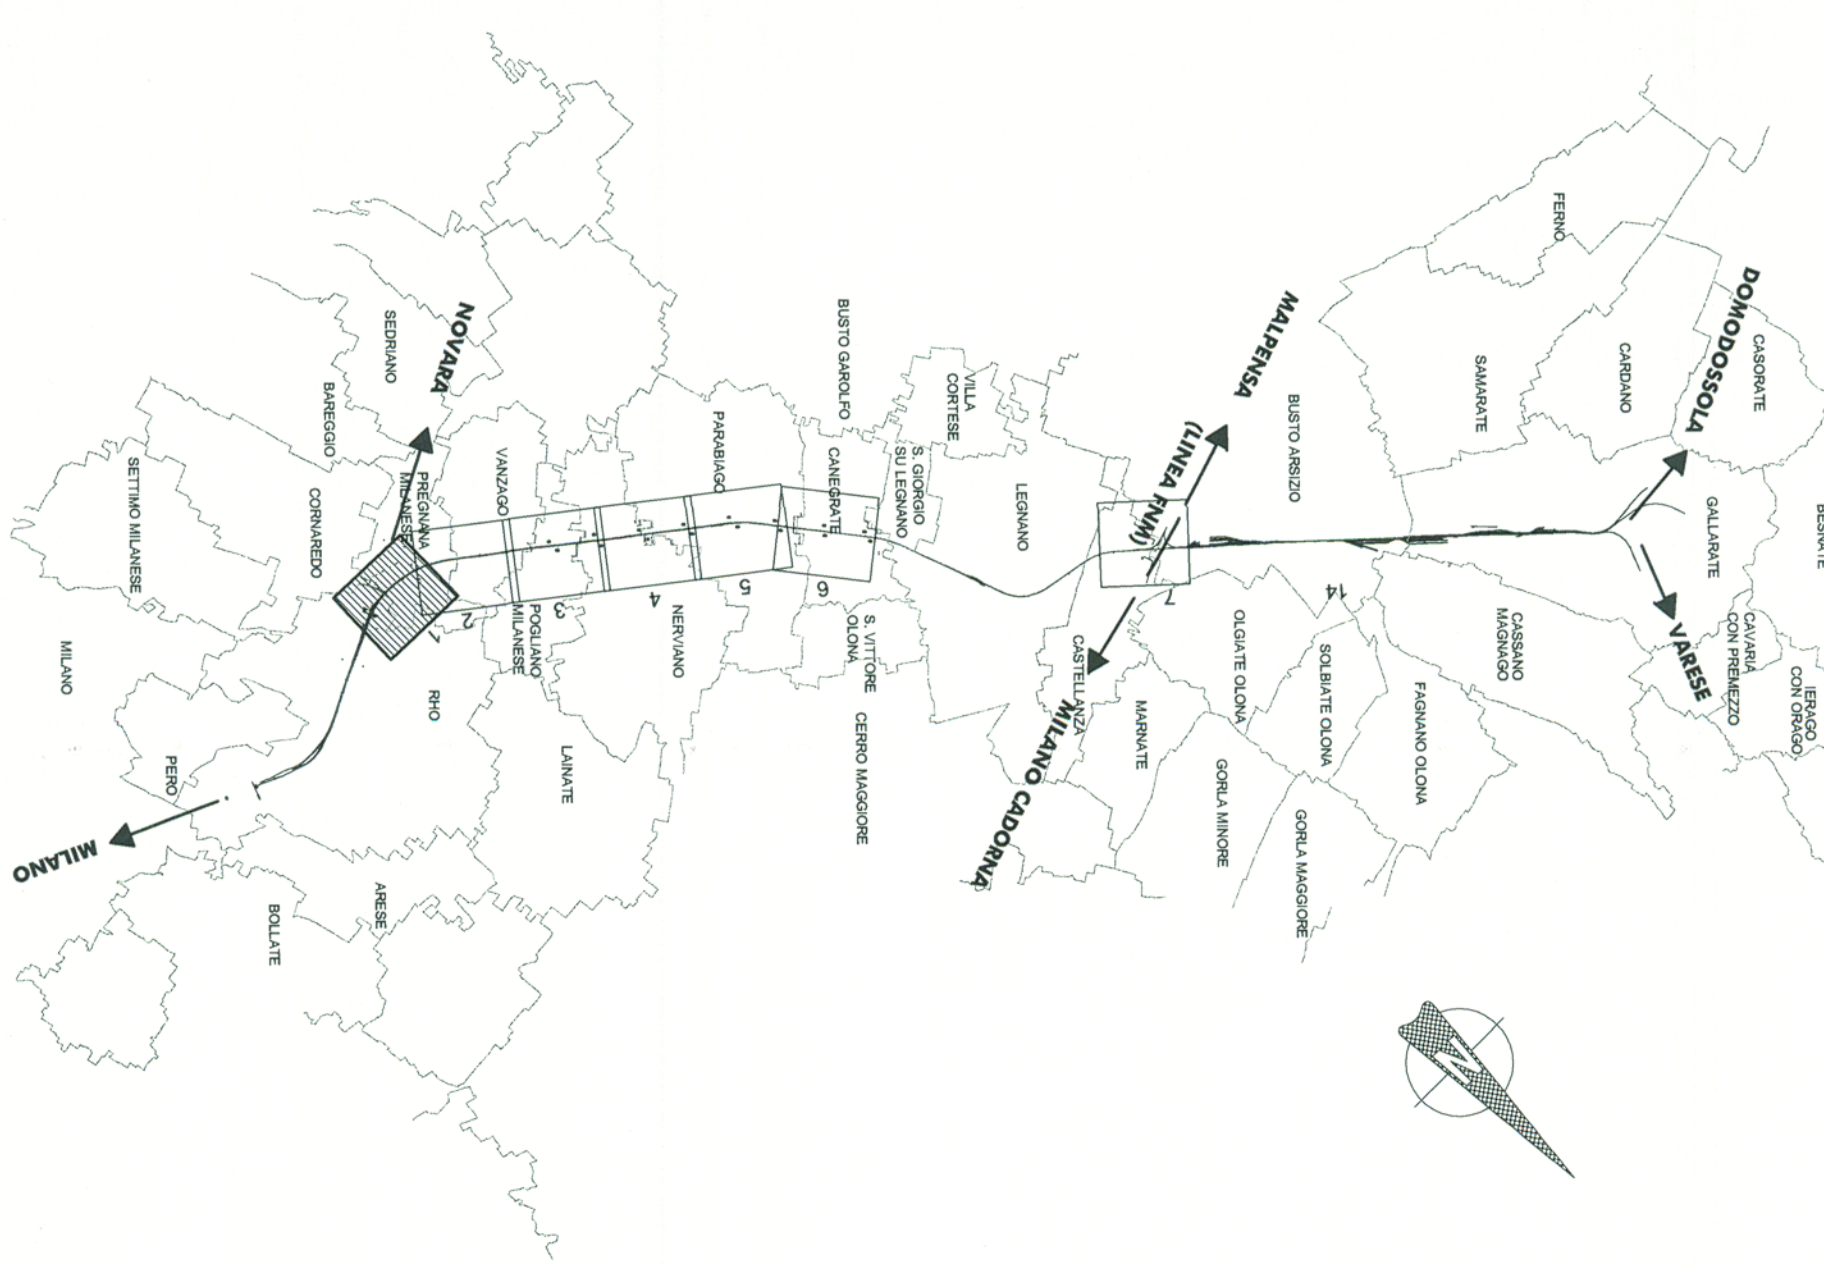 FERNO
DOMODOSSOLA
CASORATE
CARDANO
SAMARATE
MALPENSA
(LINEA FNM)
BUSTO ARSIZIO
GALLARATE
BESNATE
NOVARA
SEDRIANO
BAREGGIO
BUSTO GAROLFO
VILLA
CORTESE
S. GIORGIO
SU LEGNANO
LEGNANO
CANEGRATE
PARABIAGO
VANZAGO
PREGNANA
MILANESE
CORNAREDO
SETTIMO MILANESE
MILANO
PERO
RHO
1
2
3
4
5
6
7
14
POGLIANO
MILANESE
NERVIANO
S. VITTORE
OLONA
CERRO MAGGIORE
LAINATE
ARESE
BOLLATE
MILANO
CASTELLANZA
MILANO CADORNA
MARNATE
OLGIATE OLONA
SOLBIATE OLONA
GORLA MINORE
GORLA MAGGIORE
FAGNANO OLONA
CASSANO
MAGNAGO
VARESE
CAVARIA
CON PREMEZZO
IERAGO
CON ORAGO
N